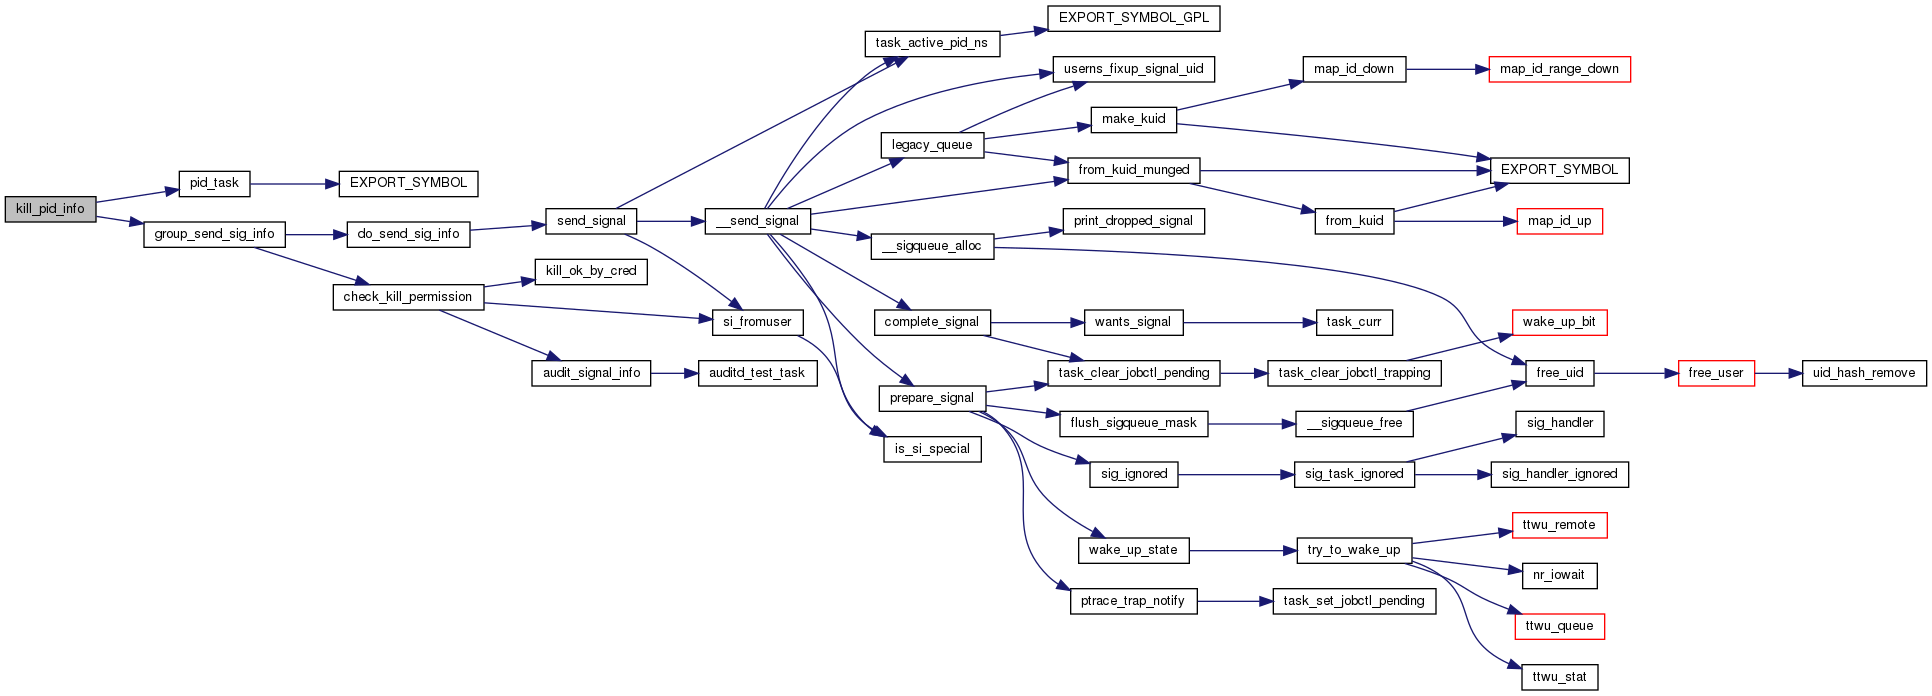 kill_pid_info
pid_task
group_send_sig_info
EXPORT_SYMBOL
do_send_sig_info
check_kill_permission
send_signal
kill_ok_by_cred
audit_signal_info
__send_signal
si_fromuser
auditd_test_task
task_active_pid_ns
legacy_queue
__sigqueue_alloc
complete_signal
prepare_signal
is_si_special
EXPORT_SYMBOL_GPL
userns_fixup_signal_uid
make_kuid
from_kuid_munged
print_dropped_signal
wants_signal
task_clear_jobctl_pending
flush_sigqueue_mask
sig_ignored
wake_up_state
ptrace_trap_notify
map_id_down
from_kuid
task_curr
task_clear_jobctl_trapping
__sigqueue_free
sig_task_ignored
try_to_wake_up
task_set_jobctl_pending
map_id_range_down
EXPORT_SYMBOL
map_id_up
wake_up_bit
free_uid
sig_handler
sig_handler_ignored
ttwu_remote
nr_iowait
ttwu_queue
ttwu_stat
free_user
uid_hash_remove